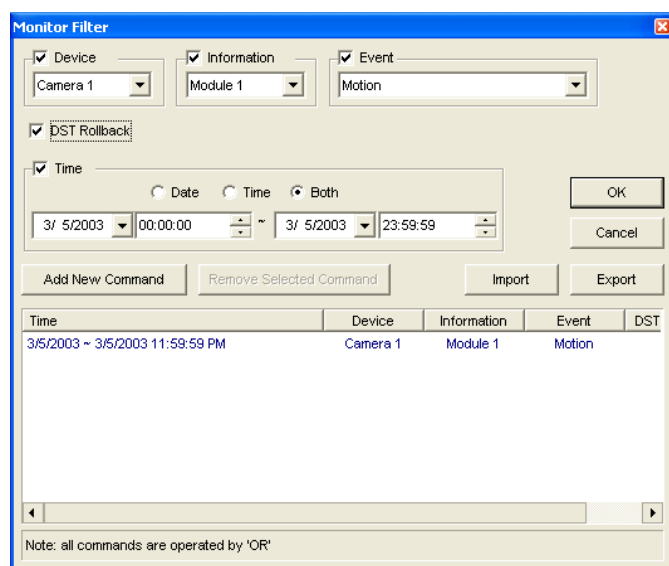 Monitor Filter
Device Information Event
Camera 1 Module 1 Motion
DST Rollback
Time
Date Time Both
3/ 5/2003 00:00:00 ~ 3/ 5/2003 23:59:59
OK
Cancel
Add New Command Remove Selected Command Import Export
Time Device Information Event DST
3/5/2003 ~ 3/5/2003 11:59:59 PM Camera 1 Module 1 Motion
Note: all commands are operated by 'OR'